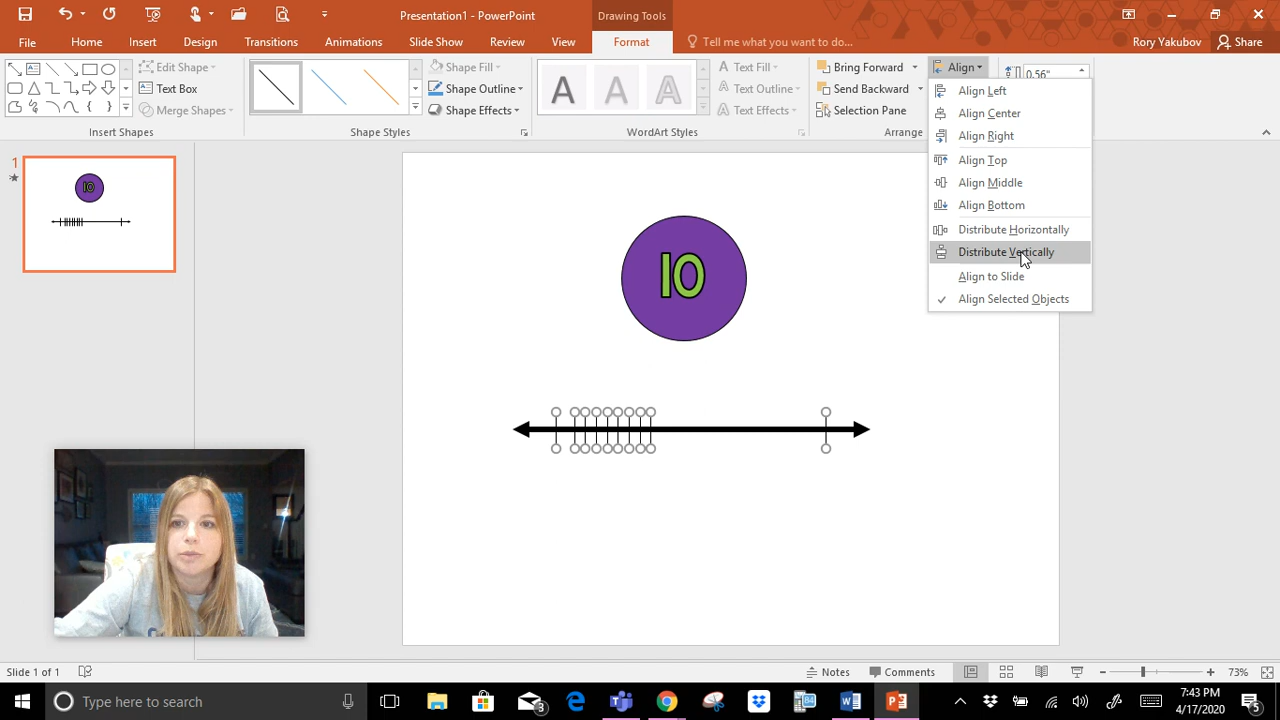 Presentation1 - PowerPoint
Drawing Tools
File
Home
Insert
Design
Transitions
Animations
Slide Show
Review
View
Format
Tell me what you want to do...
Rory Yakubov
Share
Edit Shape
Text Box
Merge Shapes
Insert Shapes
Shape Fill
Shape Outline
Shape Effects
Shape Styles
A A A
Text Fill
Text Outline
Text Effects
WordArt Styles
Bring Forward
Send Backward
Selection Pane
Arrange
Align
0.56"
Align Left
Align Center
Align Right
Align Top
Align Middle
Align Bottom
Distribute Horizontally
Distribute Vertically
Align to Slide
Align Selected Objects
1
10
10
Slide 1 of 1
Notes
Comments
73%
Type here to search
3
7:43 PM
4/17/2020
5